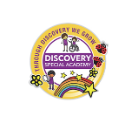 THROUGH DISCOVERY WE GROW
DISCOVERY
SPECIAL ACADEMY